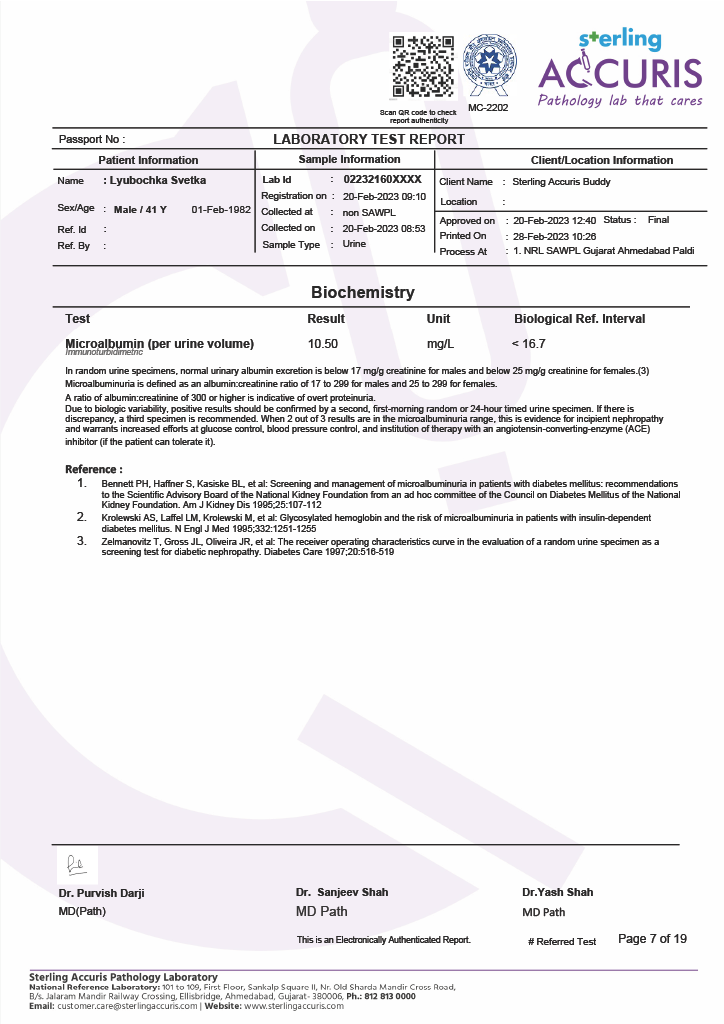 sterling
ACCURIS
Pathology lab that cares
Scan QR code to check
report authenticity
MC-2202
Passport No :
LABORATORY TEST REPORT
Patient Information
Sample Information
Client/Location Information
Name : Lyubochka Svetka
Lab Id : 02232160XXXX
Client Name : Sterling Accuris Buddy
Registration on : 20-Feb-2023 09:10
Location :
Sex/Age : Male / 41 Y 01-Feb-1982
Collected at : non SAWPL
Approved on : 20-Feb-2023 12:40 Status : Final
Ref. Id :
Collected on : 20-Feb-2023 08:53
Printed On : 28-Feb-2023 10:26
Ref. By :
Sample Type : Urine
Process At : 1. NRL SAWPL Gujarat Ahmedabad Paldi
Biochemistry
Test Result Unit Biological Ref. Interval
Microalbumin (per urine volume) 10.50 mg/L < 16.7
Immunoturbidimetric
In random urine specimens, normal urinary albumin excretion is below 17 mg/g creatinine for males and below 25 mg/g creatinine for females.(3)
Microalbuminuria is defined as an albumin:creatinine ratio of 17 to 299 for males and 25 to 299 for females.
A ratio of albumin:creatinine of 300 or higher is indicative of overt proteinuria.
Due to biologic variability, positive results should be confirmed by a second, first-morning random or 24-hour timed urine specimen. If there is
discrepancy, a third specimen is recommended. When 2 out of 3 results are in the microalbuminuria range, this is evidence for incipient nephropathy
and warrants increased efforts at glucose control, blood pressure control, and institution of therapy with an angiotensin-converting-enzyme (ACE)
inhibitor (if the patient can tolerate it).
Reference :
1. Bennett PH, Haffner S, Kasiske BL, et al: Screening and management of microalbuminuria in patients with diabetes mellitus: recommendations
to the Scientific Advisory Board of the National Kidney Foundation from an ad hoc committee of the Council on Diabetes Mellitus of the National
Kidney Foundation. Am J Kidney Dis 1995;25:107-112
2. Krolewski AS, Laffel LM, Krolewski M, et al: Glycosylated hemoglobin and the risk of microalbuminuria in patients with insulin-dependent
diabetes mellitus. N Engl J Med 1995;332:1251-1255
3. Zelmanovitz T, Gross JL, Oliveira JR, et al: The receiver operating characteristics curve in the evaluation of a random urine specimen as a
screening test for diabetic nephropathy. Diabetes Care 1997;20:516-519
Dr. Purvish Darji
Dr. Sanjeev Shah
Dr.Yash Shah
MD(Path)
MD Path
MD Path
This is an Electronically Authenticated Report.
# Referred Test
Page 7 of 19
Sterling Accuris Pathology Laboratory
National Reference Laboratory: 101 to 109, First Floor, Sankalp Square II, Nr. Old Sharda Mandir Cross Road,
B/s. Jalaram Mandir Railway Crossing, Ellisbridge, Ahmedabad, Gujarat- 380006, Ph.: 812 813 0000
Email: customer.care@sterlingaccuris.com | Website: www.sterlingaccuris.com